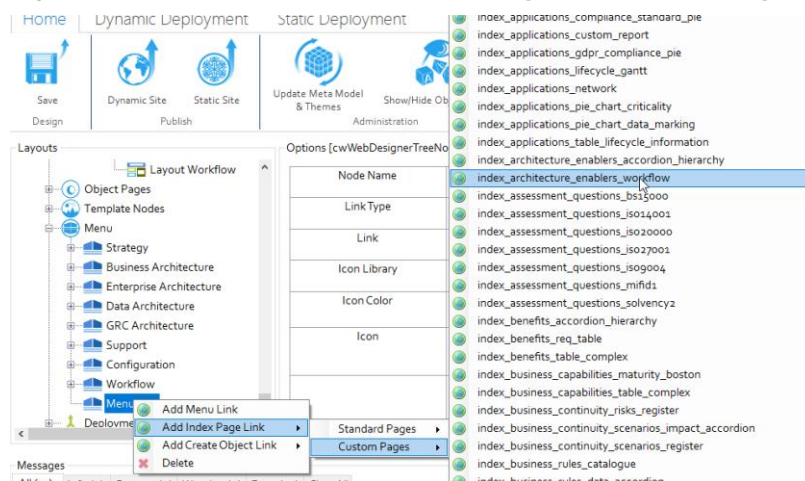 Home Dynamic Deployment Static Deployment
Save
Dynamic Site
Static Site
Update Meta Model
& Themes
Show/Hide Ob
Design
Publish
Administration
Layouts
Layout Workflow
Object Pages
Template Nodes
Menu
Strategy
Business Architecture
Enterprise Architecture
Data Architecture
GRC Architecture
Support
Configuration
Workflow
Menu
Deployme
Messages
Options [cwWebDesignerTreeNo
Node Name
Link Type
Link
Icon Library
Icon Color
Icon
Add Menu Link
Add Index Page Link
Add Create Object Link
Delete
Standard Pages
Custom Pages
index_applications_compliance_standard_pie
index_applications_custom_report
index_applications_gdpr_compliance_pie
index_applications_lifecycle_gantt
index_applications_network
index_applications_pie_chart_criticality
index_applications_pie_chart_data_marking
index_applications_table_lifecycle_information
index_architecture_enablers_accordion_hierarchy
index_architecture_enablers_workflow
index_assessment_questions_bs15000
index_assessment_questions_iso14001
index_assessment_questions_iso20000
index_assessment_questions_iso27001
index_assessment_questions_iso9004
index_assessment_questions_mifid1
index_assessment_questions_solvency2
index_benefits_accordion_hierarchy
index_benefits_req_table
index_benefits_table_complex
index_business_capabilities_maturity_boston
index_business_capabilities_table_complex
index_business_continuity_risks_register
index_business_continuity_scenarios_impact_accordion
index_business_continuity_scenarios_register
index_business_rules_catalogue
index_business_rules_data_accordion